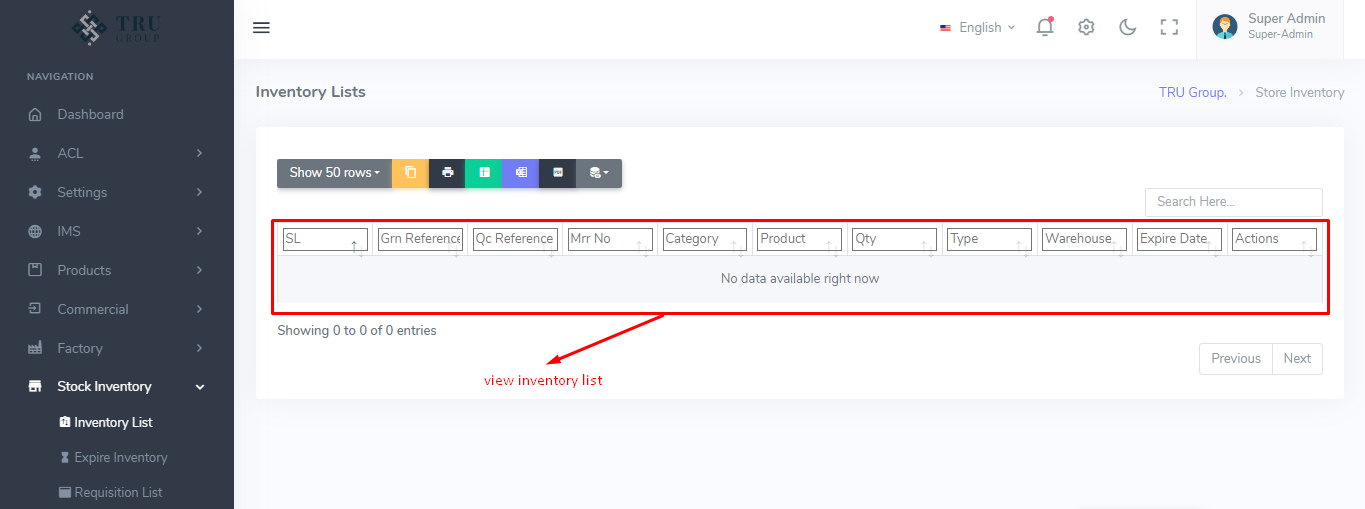 TRU
GROUP
English
Super Admin
Super-Admin
NAVIGATION
Dashboard
ACL
Settings
IMS
Products
Commercial
Factory
Stock Inventory
Inventory List
Expire Inventory
Requisition List
Inventory Lists
TRU Group. > Store Inventory
Show 50 rows
Search Here...
SL Grn Reference Qc Reference Mrr No Category Product Qty Type Warehouse Expire Date Actions
No data available right now
Showing 0 to 0 of 0 entries
Previous Next
view inventory list